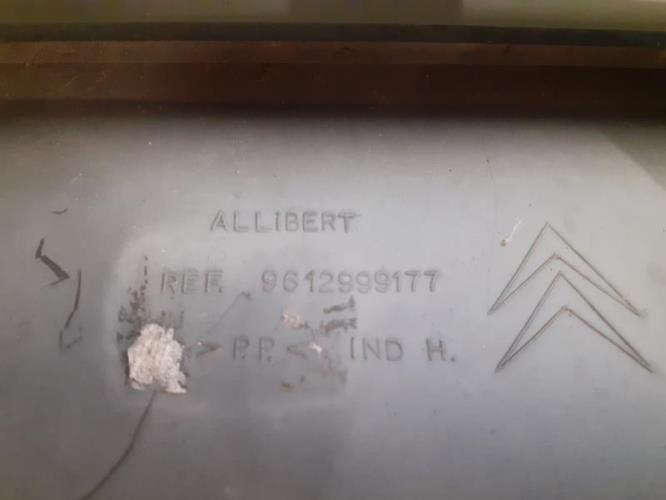 ALLIBERT
REF. 9612999177
>P.P.< IND H.